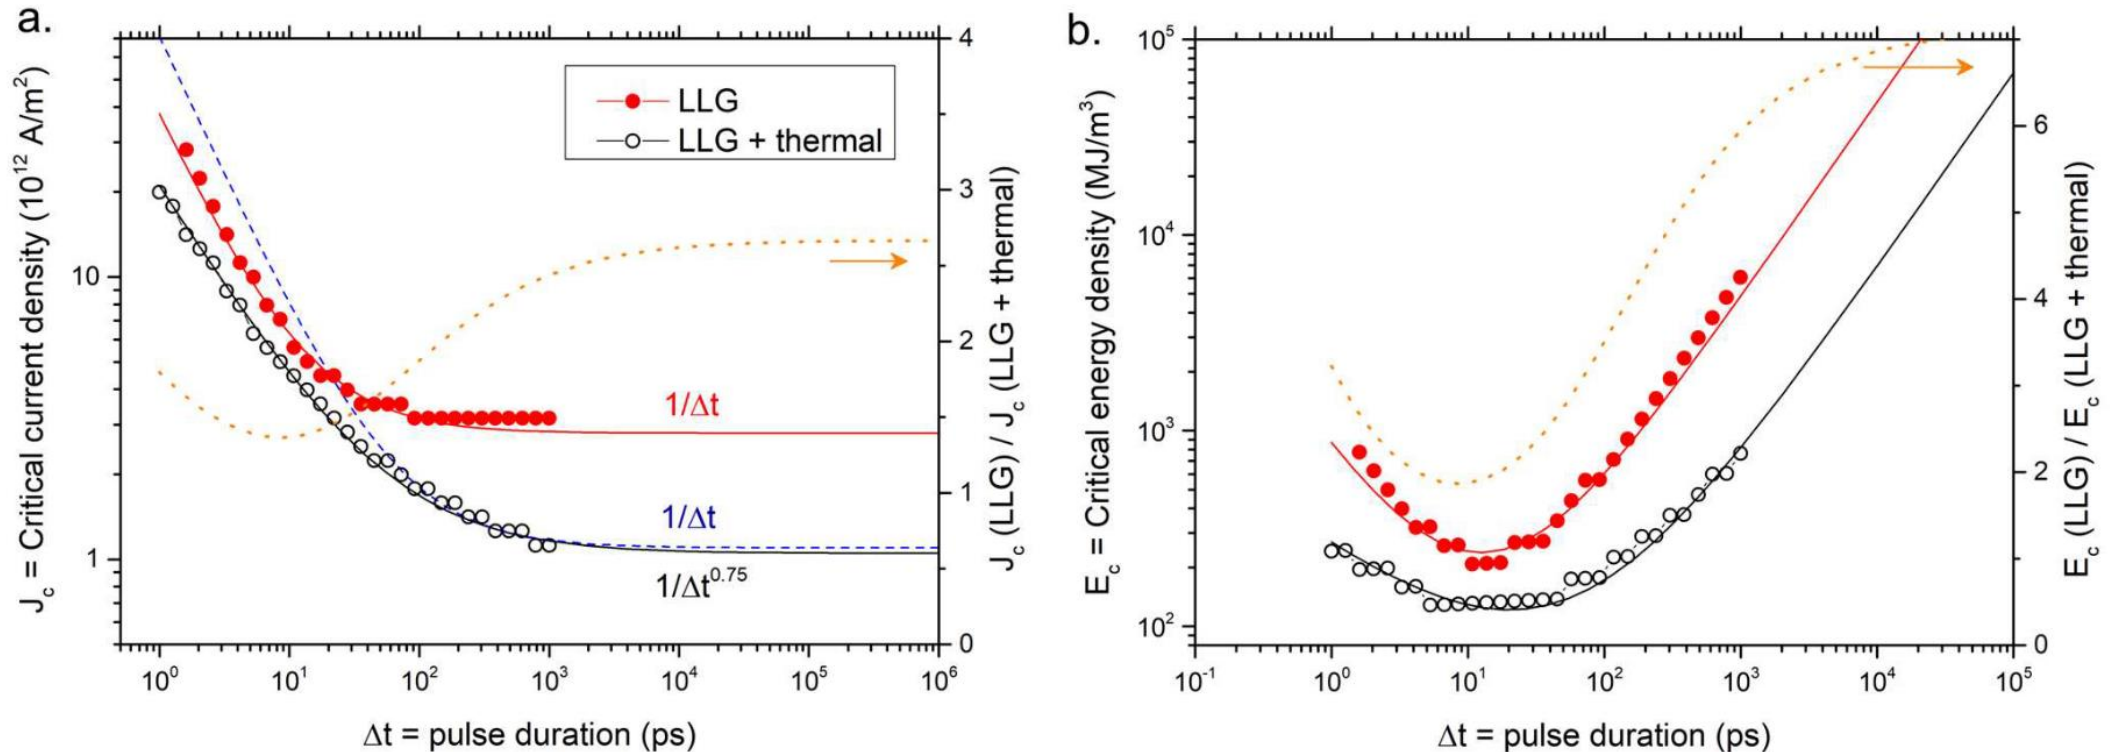 a.
J_c = Critical current density (10^12 A/m^2)
10
1
LLG
LLG + thermal
1/Δt
1/Δt
1/Δt^0.75
4
3
2
1
0
J_c (LLG) / J_c (LLG + thermal)
10^0 10^1 10^2 10^3 10^4 10^5 10^6
Δt = pulse duration (ps)
b.
E_c = Critical energy density (MJ/m^3)
10^5
10^4
10^3
10^2
6
4
2
0
E_c (LLG) / E_c (LLG + thermal)
10^-1 10^0 10^1 10^2 10^3 10^4 10^5
Δt = pulse duration (ps)